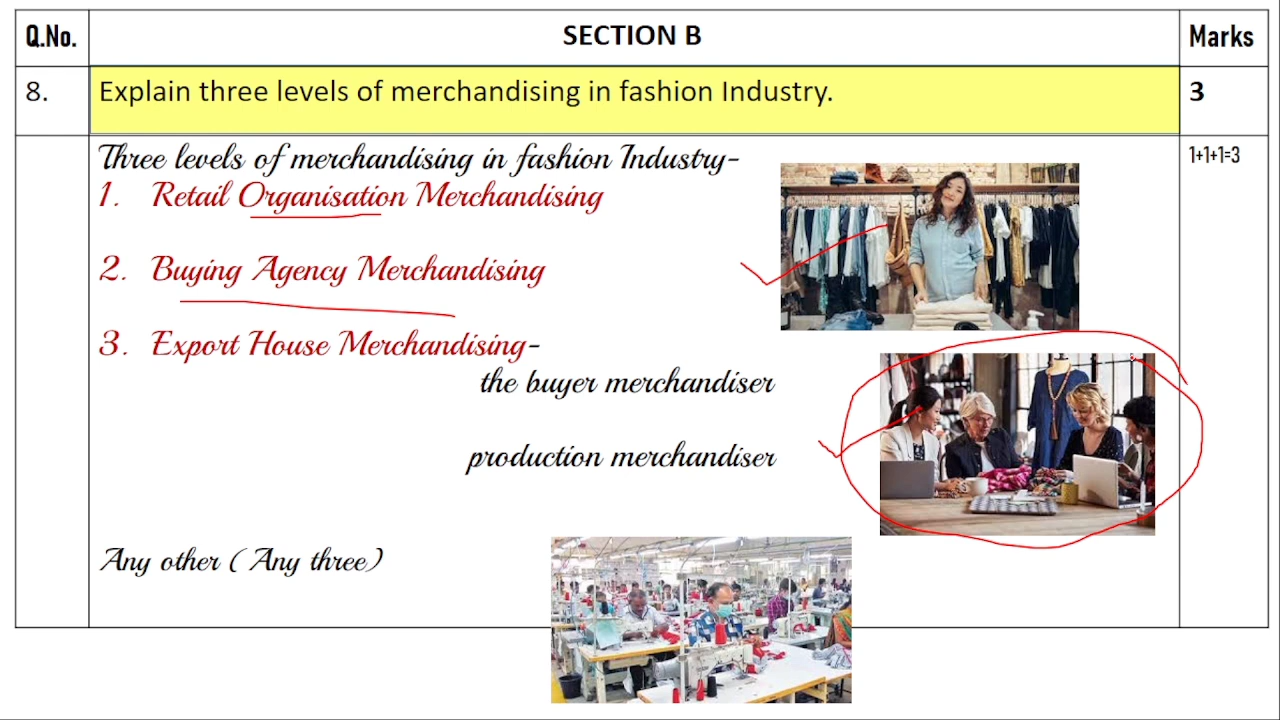 Q.No. SECTION B Marks
8. Explain three levels of merchandising in fashion Industry. 3
Three levels of merchandising in fashion Industry- 1+1+1=3
1. Retail Organisation Merchandising
2. Buying Agency Merchandising
3. Export House Merchandising-
the buyer merchandiser
production merchandiser
Any other ( Any three)